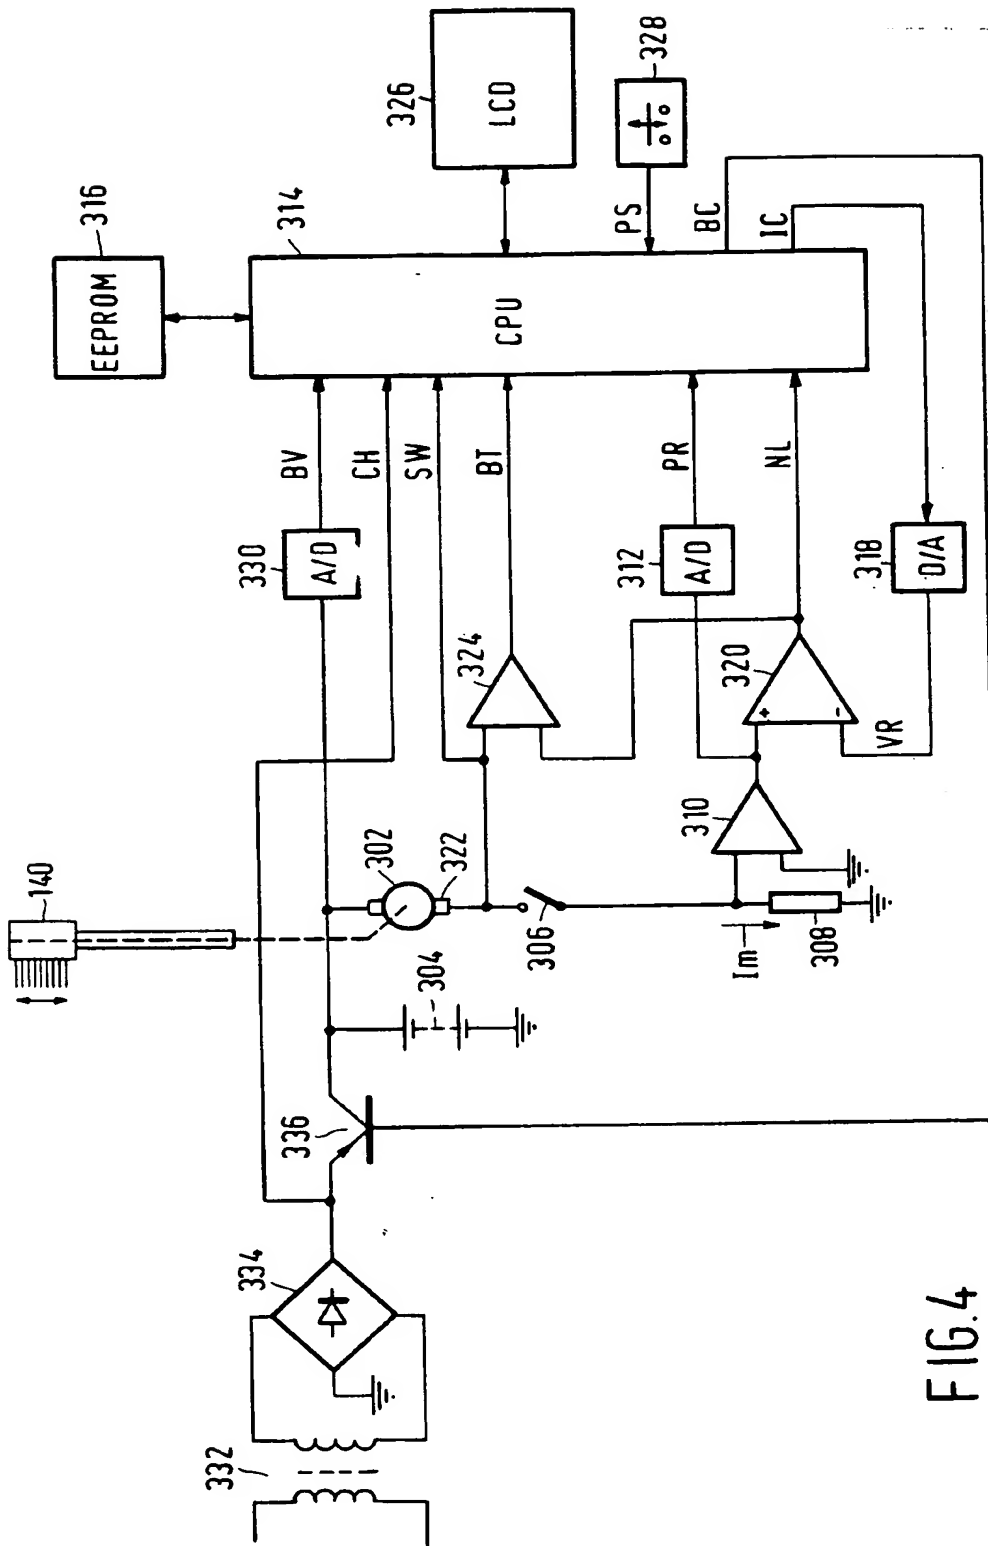 140
316
EEPROM
314
CPU
326
LCD
328
PS
BC
IC
330
A/D
BV
CH
SW
BT
324
312
A/D
PR
NL
320
+
-
VR
318
D/A
310
302
322
306
Im
308
304
336
334
332
FIG.4